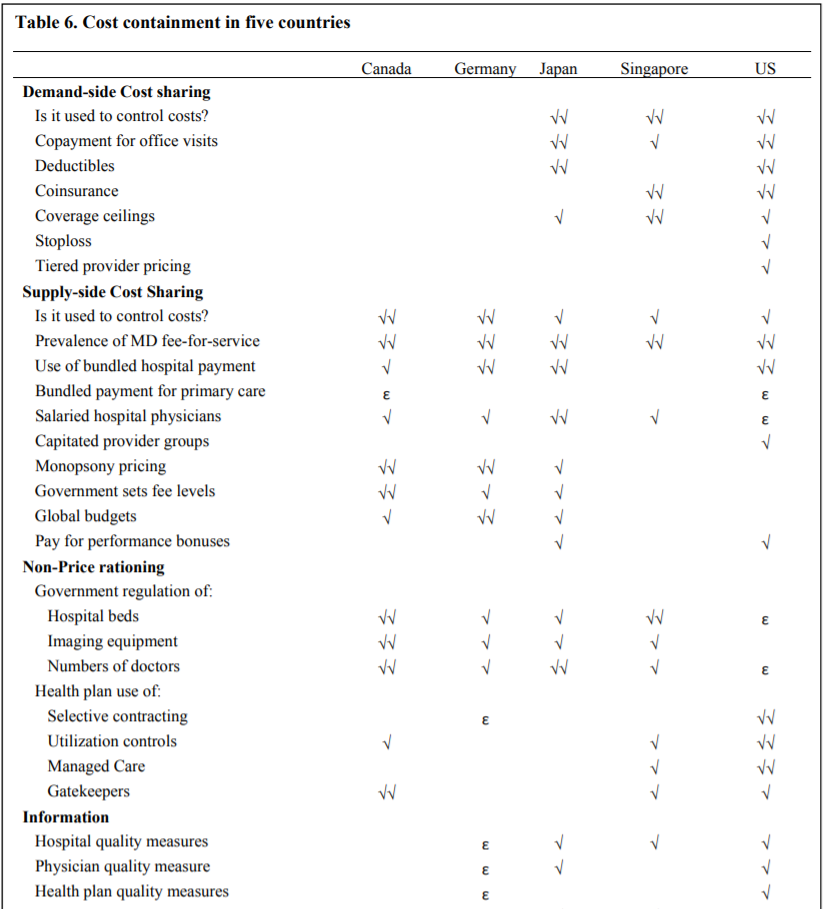 Table 6. Cost containment in five countries
Canada Germany Japan Singapore US
Demand-side Cost sharing
Is it used to control costs? √√ √√ √√
Copayment for office visits √√ √ √√
Deductibles √√ √√
Coinsurance √√ √√
Coverage ceilings √ √√ √
Stoploss √
Tiered provider pricing √
Supply-side Cost Sharing
Is it used to control costs? √√ √√ √ √ √
Prevalence of MD fee-for-service √√ √√ √√ √√ √√
Use of bundled hospital payment √ √√ √√ √√
Bundled payment for primary care ε ε
Salaried hospital physicians √ √ √√ √ ε
Capitated provider groups √
Monopsony pricing √√ √√ √
Government sets fee levels √√ √ √
Global budgets √ √√ √
Pay for performance bonuses √ √
Non-Price rationing
Government regulation of:
Hospital beds √√ √ √ √√ ε
Imaging equipment √√ √ √ √
Numbers of doctors √√ √ √√ √ ε
Health plan use of:
Selective contracting ε √√
Utilization controls √ √ √√
Managed Care √ √√
Gatekeepers √√ √ √
Information
Hospital quality measures ε √ √ √
Physician quality measure ε √ √
Health plan quality measures ε √